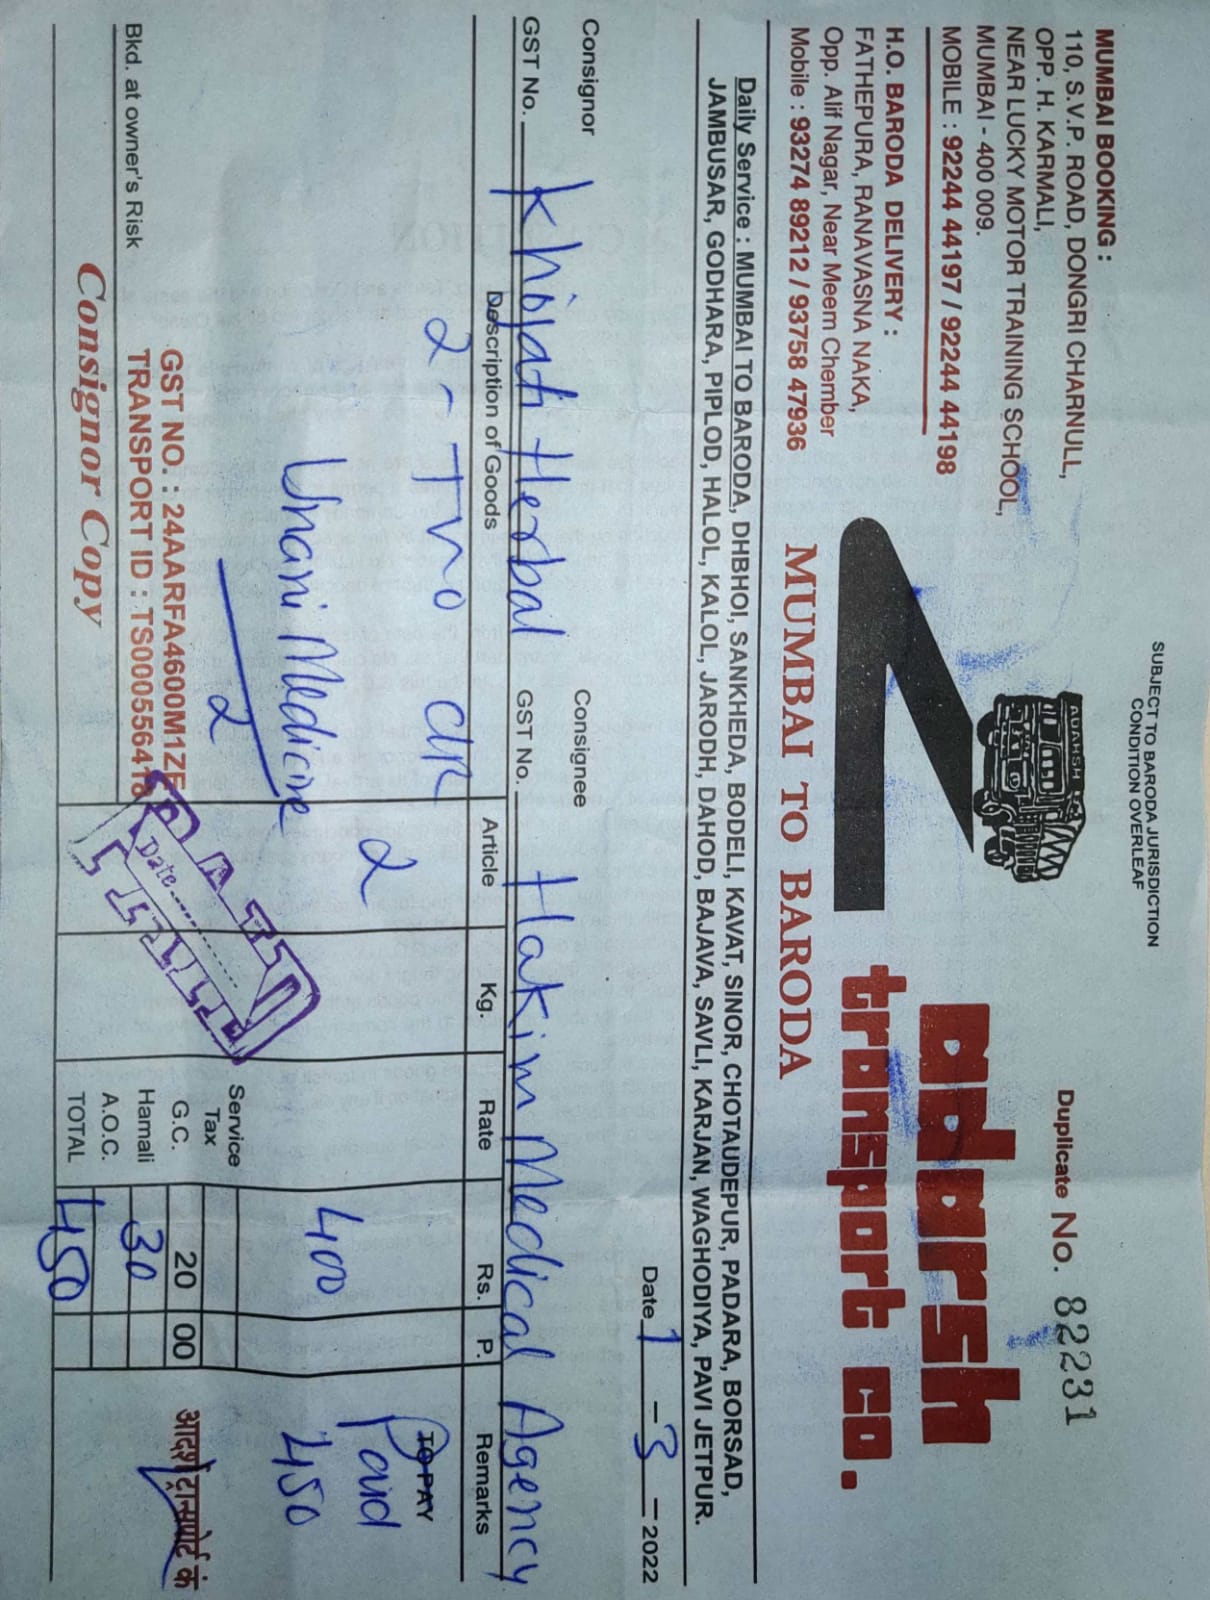 SUBJECT TO BARODA JURISDICTION
CONDITION OVERLEAF
MUMBAI BOOKING :
110, S.V.P. ROAD, DONGRI CHARNULL,
OPP. H. KARMALI,
NEAR LUCKY MOTOR TRAINING SCHOOL,
MUMBAI - 400 009.
MOBILE : 92244 44197 / 92244 44198
H.O. BARODA DELIVERY :
FATHEPURA, RANAVASNA NAKA,
Opp. Alif Nagar, Near Meem Chember
Mobile : 93274 89212 / 93758 47936
ADARSH
MUMBAI TO BARODA
Duplicate No. 82231
adarsh
transport co.
Date 1 - 3 - 2022
Daily Service : MUMBAI TO BARODA, DHBHOI, SANKHEDA, BODELI, KAVAT, SINOR, CHOTAUDEPUR, PADARA, BORSAD,
JAMBUSAR, GODHARA, PIPLOD, HALOL, KALOL, JARODH, DAHOD, BAJAVA, SAVLI, KARJAN, WAGHODIYA, PAVI JETPUR.
Consignor Consignee
GST No. Khojati Herbal GST No. Hakim Medical Agency
Description of Goods Article Kg. Rate Rs. P. Remarks
2 - Two 2 TO PAY
Paid
Unani Medicine 400 450
2
Service Tax
G.C. 20 00
Hamali 30
A.O.C.
TOTAL 450
PAID
Date
आदर्श ट्रान्सपोर्ट कं
GST NO. : 24AARFA4600M1ZE
Bkd. at owner's Risk TRANSPORT ID : TS000556418
Consignor Copy